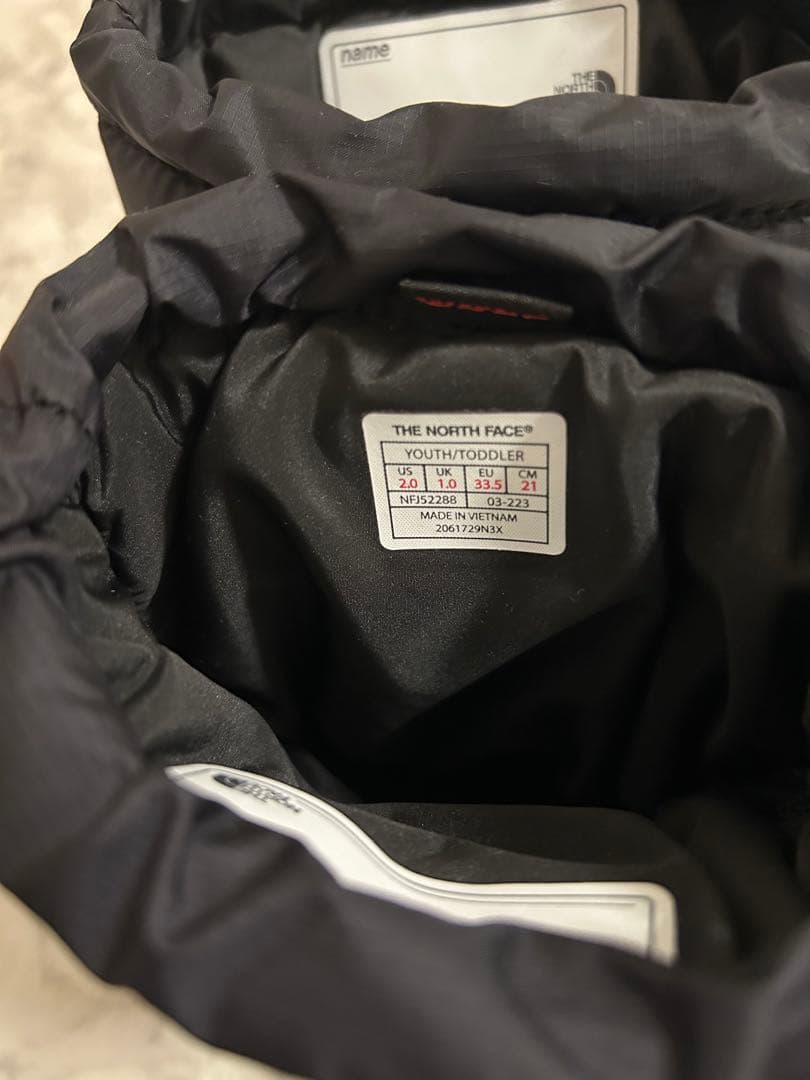 name
THE
NORTH
THE NORTH FACE®
YOUTH/TODDLER
US UK EU CM
2.0 1.0 33.5 21
NFJ52288 03-223
MADE IN VIETNAM
2061729N3X